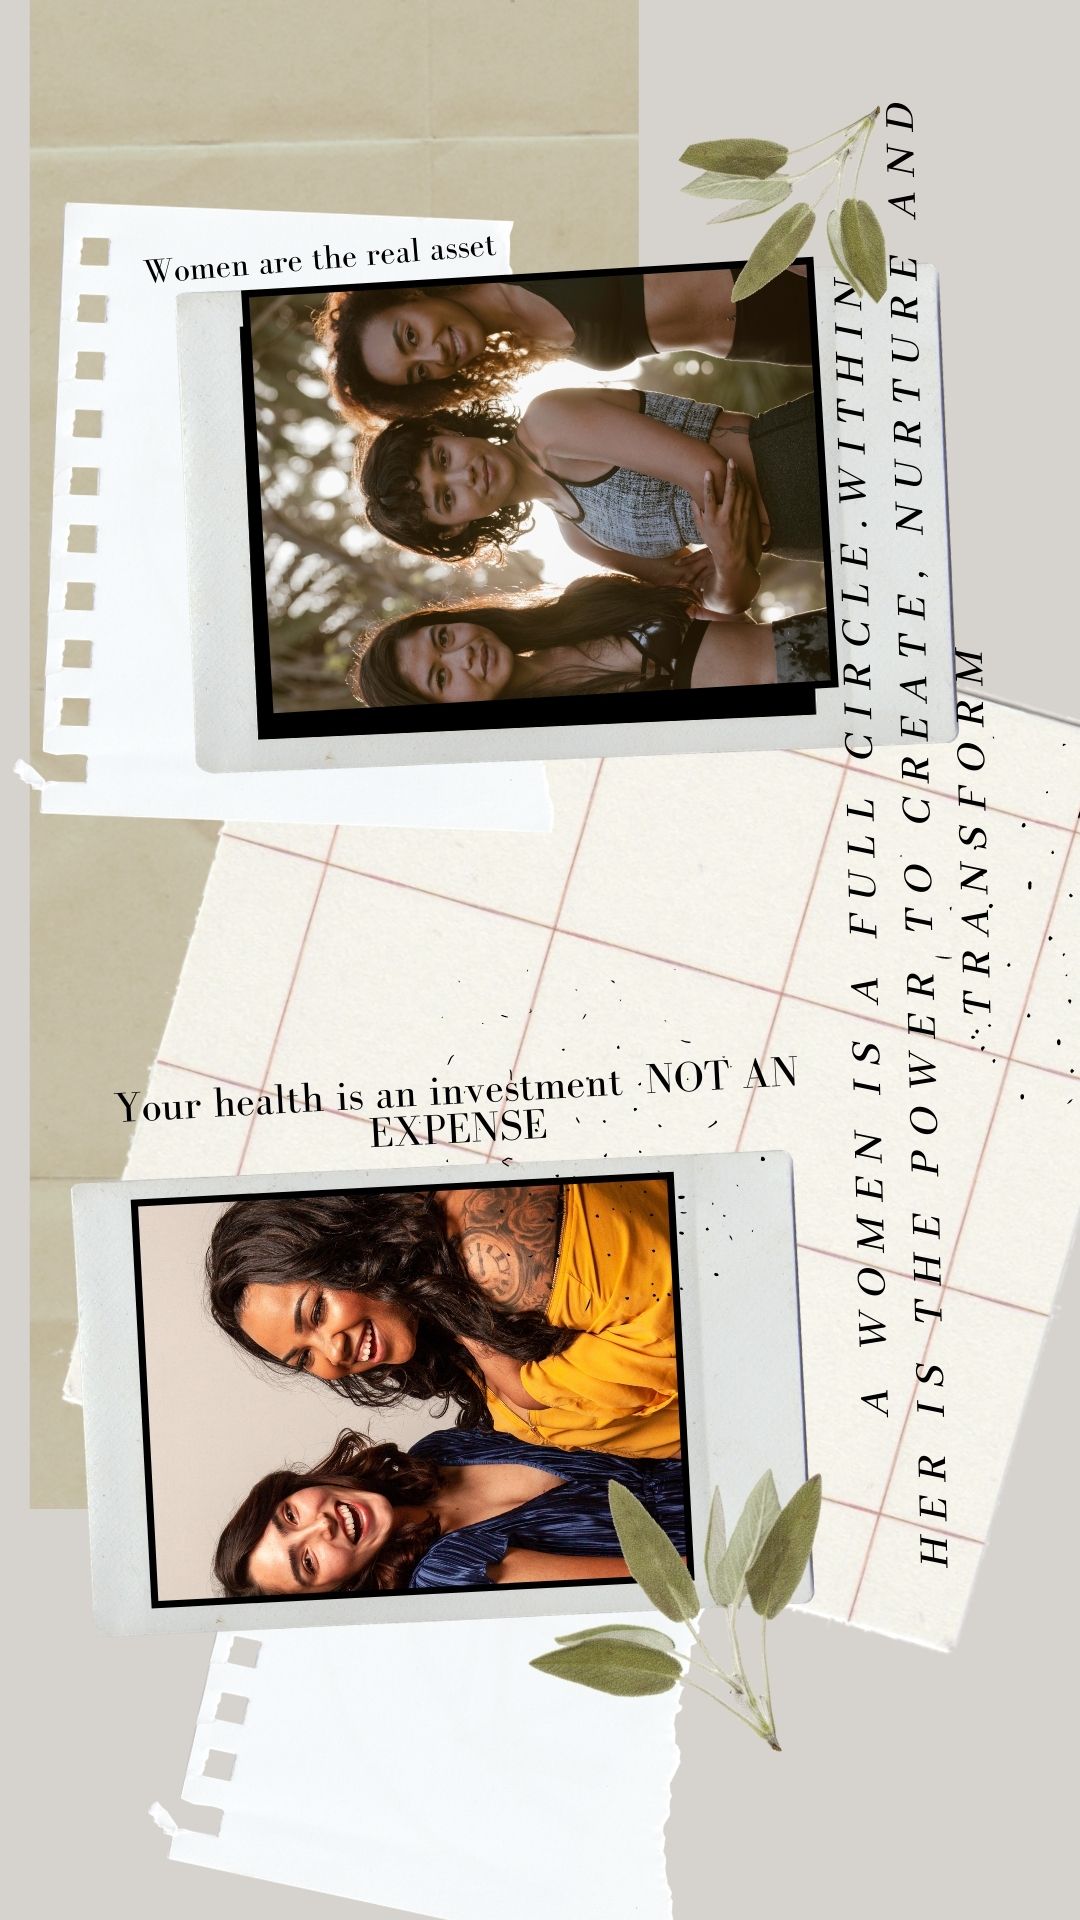 Your health is an investment NOT AN
EXPENSE
Women are the real asset
A WOMEN IS A FULL CIRCLE.WITHIN
HER IS THE POWER TO CREATE, NURTURE AND
TRANSFORM